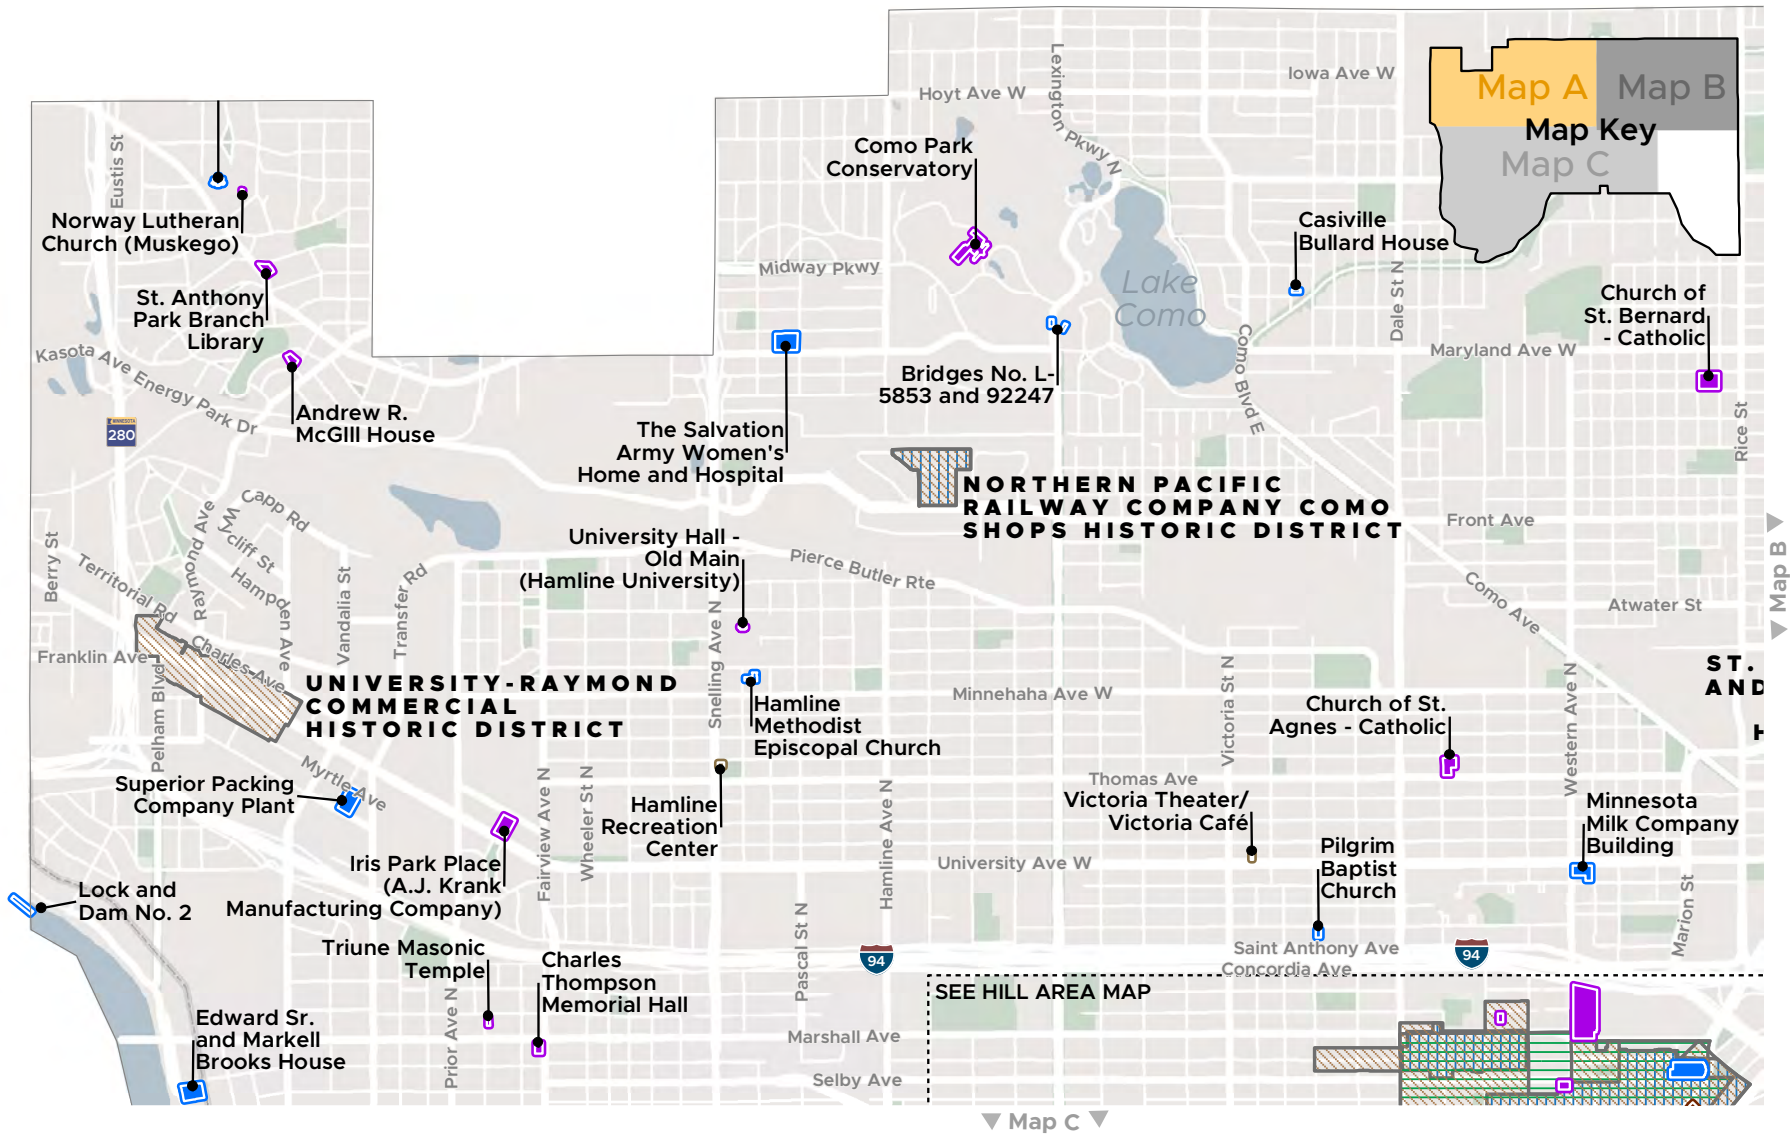 Iowa Ave W
Hoyt Ave W
Lexington Pkwy N
Map A
Map B
Map Key
Map C
Eustis St
Como Park
Conservatory
Norway Lutheran
Church (Muskego)
Casiville
Bullard House
Midway Pkwy
Lake
Como
Dale St N
St. Anthony
Park Branch
Library
Church of
St. Bernard
- Catholic
Kasota Ave
Energy Park Dr
Maryland Ave W
Como Blvd E
Bridges No. L-
5853 and 92247
MINNESOTA
280
Andrew R.
McGIll House
The Salvation
Army Women's
Home and Hospital
Rice St
NORTHERN PACIFIC
RAILWAY COMPANY COMO
SHOPS HISTORIC DISTRICT
Front Ave
Capp Rd
Raymond Ave
Wycliff St
Hampden Ave
Berry St
Territorial Rd
Vandalia St
Transfer Rd
University Hall -
Old Main
(Hamline University)
Pierce Butler Rte
Como Ave
Atwater St
Map B
Franklin Ave
Charles Ave
Pelham Blvd
UNIVERSITY-RAYMOND
COMMERCIAL
HISTORIC DISTRICT
Snelling Ave N
Minnehaha Ave W
Victoria St N
Western Ave N
ST.
AND
H
Hamline
Methodist
Episcopal Church
Church of St.
Agnes - Catholic
Myrtle Ave
Superior Packing
Company Plant
Fairview Ave N
Wheeler St N
Hamline
Recreation
Center
Hamline Ave N
Thomas Ave
Victoria Theater/
Victoria Café
Minnesota
Milk Company
Building
Pilgrim
Baptist
Church
University Ave W
Iris Park Place
(A.J. Krank
Manufacturing Company)
Lock and
Dam No. 2
Marion St
Triune Masonic
Temple
Charles
Thompson
Memorial Hall
Pascal St N
94
Saint Anthony Ave
Concordia Ave
94
SEE HILL AREA MAP
Edward Sr.
and Markell
Brooks House
Prior Ave N
Marshall Ave
Selby Ave
Map C